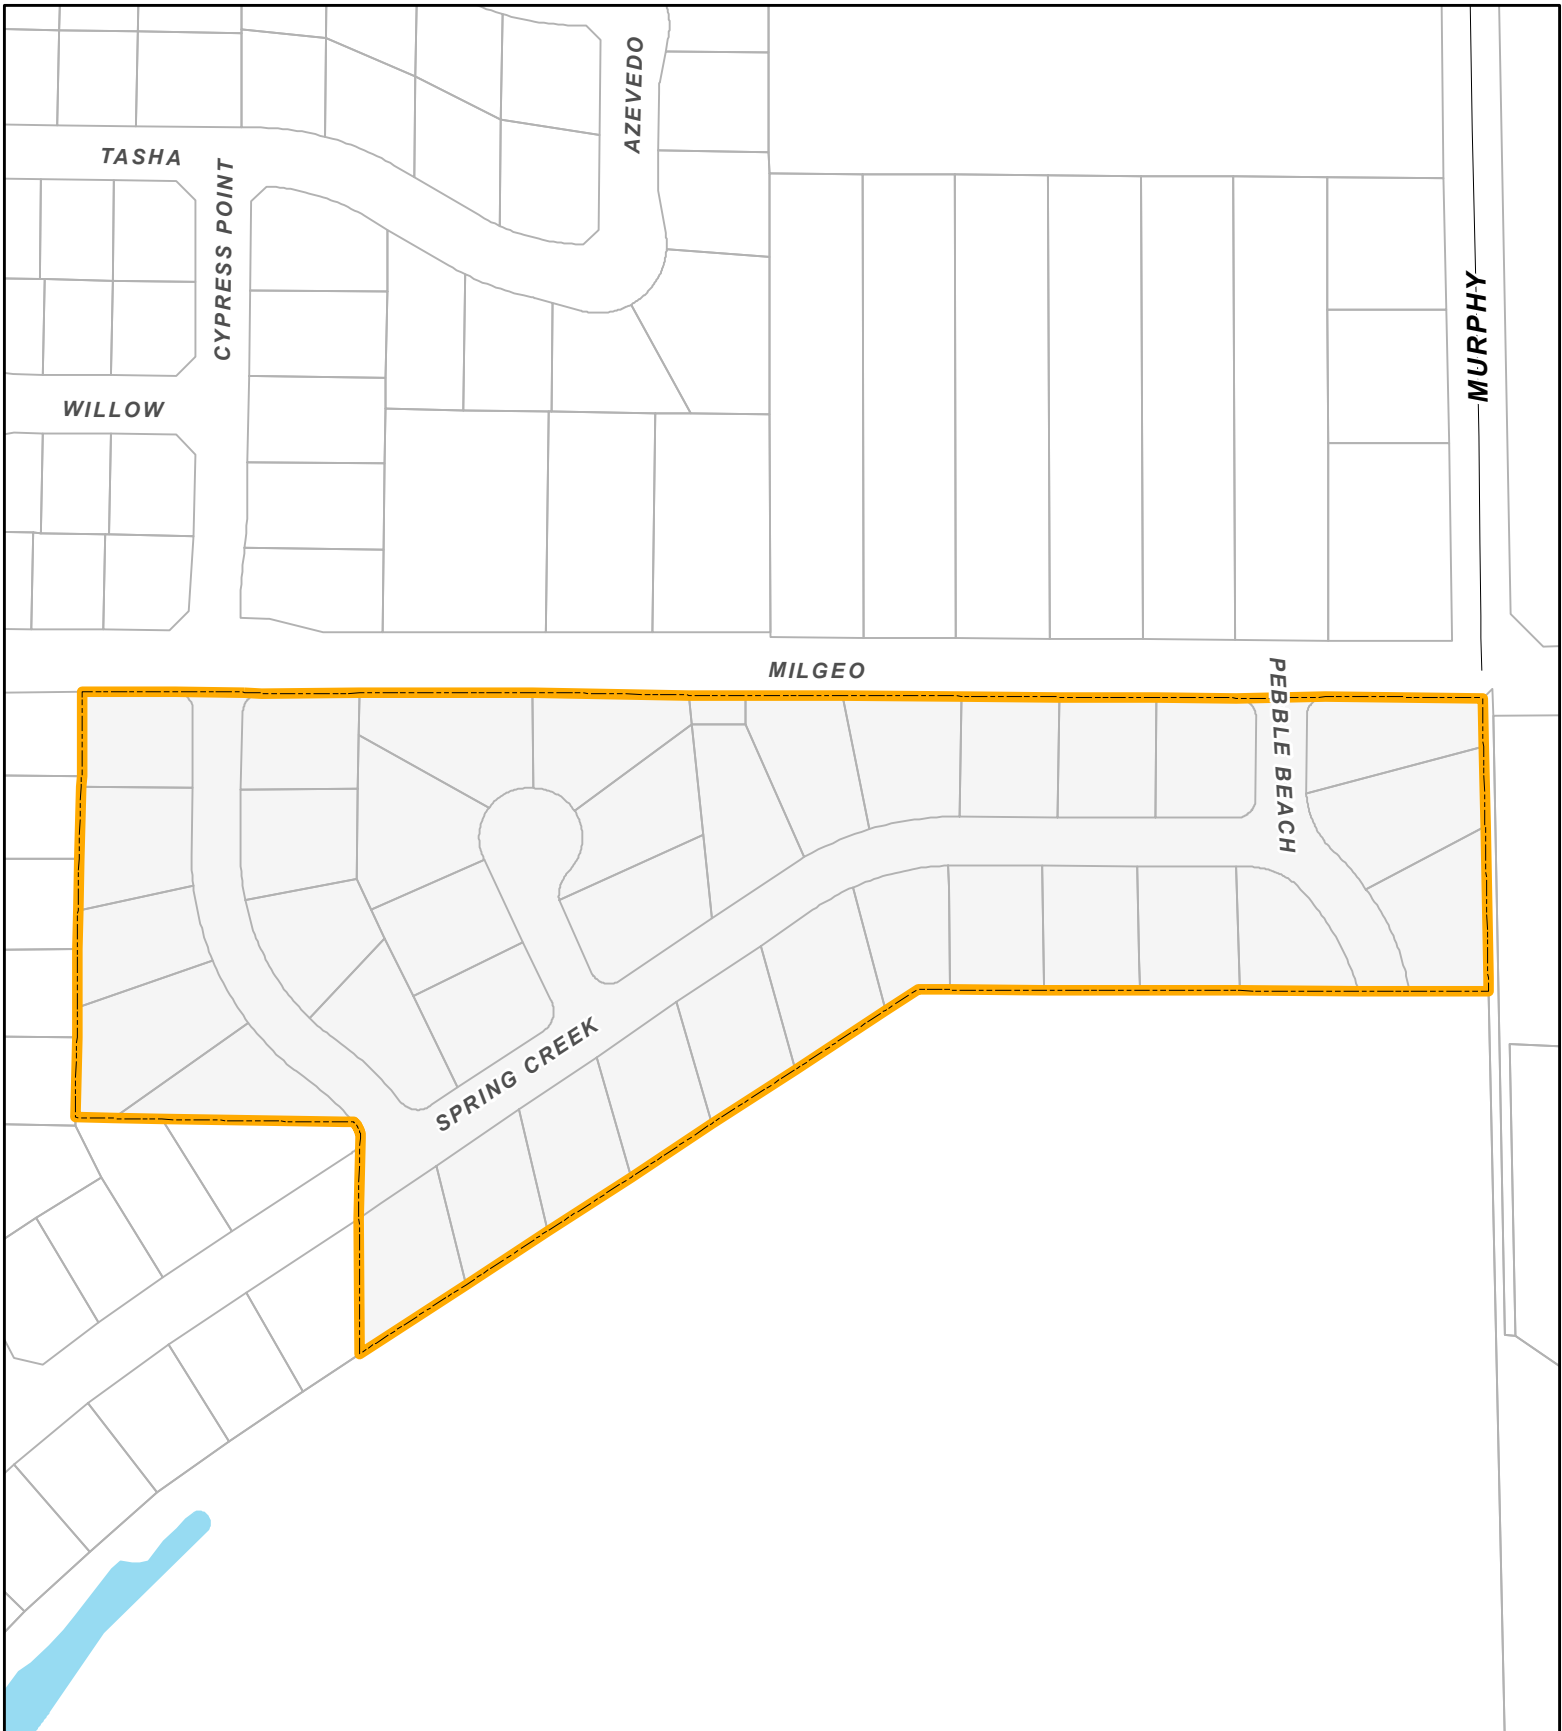 AZEVEDO
TASHA
CYPRESS POINT
MURPHY
WILLOW
MILGEO
PEBBLE BEACH
SPRING CREEK